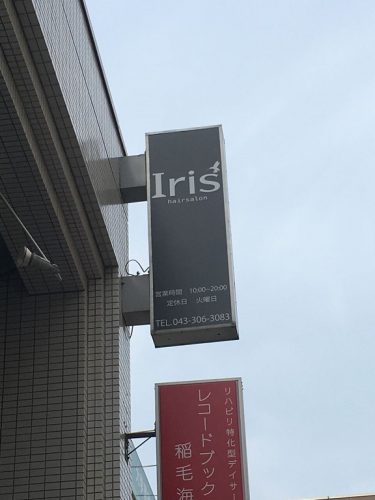 Iris
hairsalon
営業時間 10:00~20:00
定休日 火曜日
TEL.043-306-3083
リハビリ特化型デイサ
レコードブック
稲毛海